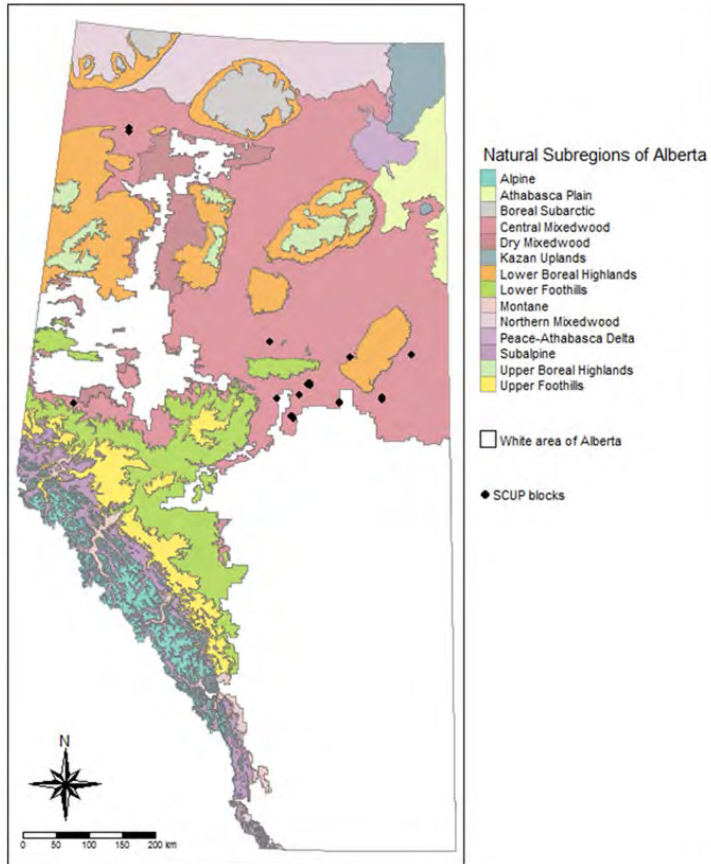 Natural Subregions of Alberta
Alpine
Athabasca Plain
Boreal Subarctic
Central Mixedwood
Dry Mixedwood
Kazan Uplands
Lower Boreal Highlands
Lower Foothills
Montane
Northern Mixedwood
Peace-Athabasca Delta
Subalpine
Upper Boreal Highlands
Upper Foothills
White area of Alberta
SCUP blocks
N
0 50 100 150 200 km